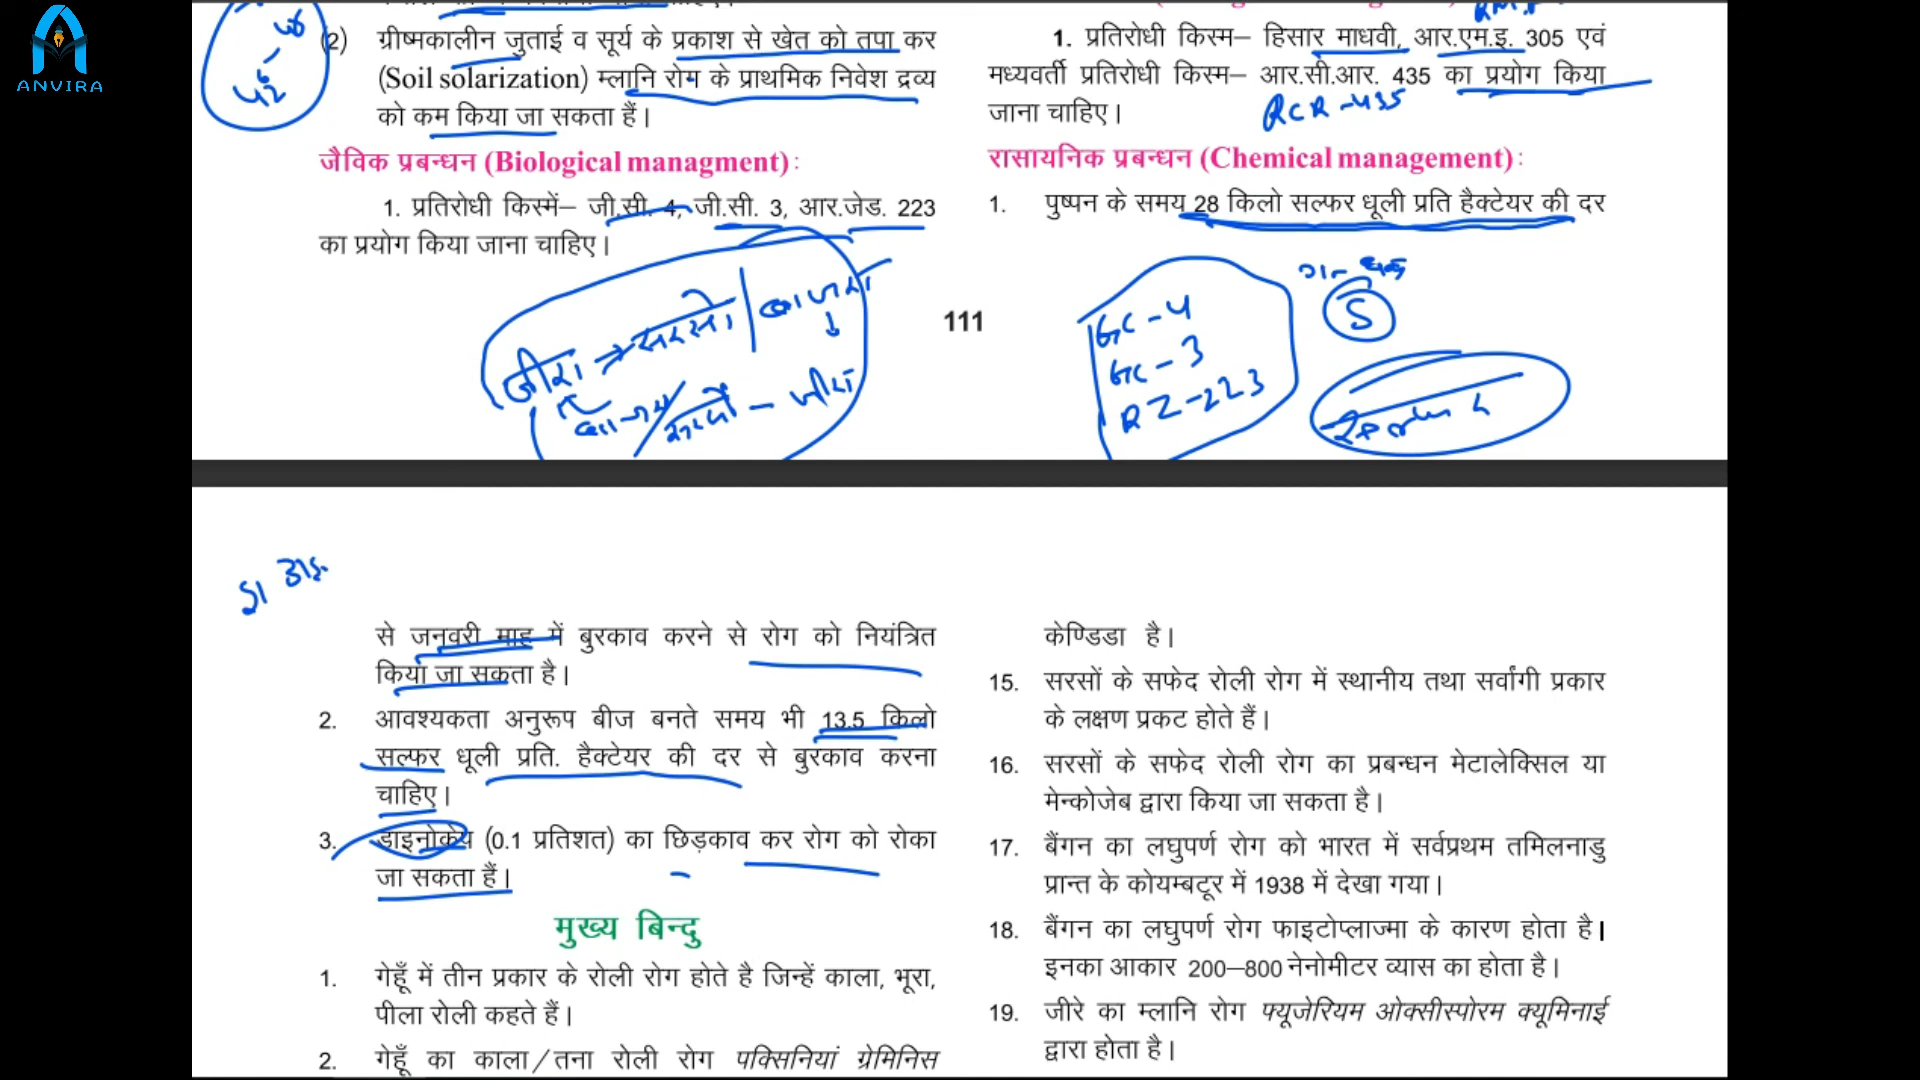 ANVIRA
(2) ग्रीष्मकालीन जुताई व सूर्य के प्रकाश से खेत को तपा कर
(Soil solarization) म्लानि रोग के प्राथमिक निवेश द्रव्य
को कम किया जा सकता हैं।
जैविक प्रबन्धन (Biological managment) :
1. प्रतिरोधी किस्में– जी.सी. 4, जी.सी. 3, आर.जेड. 223
का प्रयोग किया जाना चाहिए।
जीरा सरसों
जीरा
1. प्रतिरोधी किस्म– हिसार माधवी, आर.एम.इ. 305 एवं
मध्यवर्ती प्रतिरोधी किस्म– आर.सी.आर. 435 का प्रयोग किया
जाना चाहिए।
RCR-435
रासायनिक प्रबन्धन (Chemical management) :
1. पुष्पन के समय 28 किलो सल्फर धूली प्रति हैक्टेयर की दर
S
GC-4
GC-3
RZ-223
111
से जनवरी माह में बुरकाव करने से रोग को नियंत्रित
किया जा सकता है।
2. आवश्यकता अनुरूप बीज बनते समय भी 13.5 किलो
सल्फर धूली प्रति. हैक्टेयर की दर से बुरकाव करना
चाहिए।
3. डाइनोकेप (0.1 प्रतिशत) का छिड़काव कर रोग को रोका
जा सकता हैं।
मुख्य बिन्दु
1. गेहूँ में तीन प्रकार के रोली रोग होते है जिन्हें काला, भूरा,
पीला रोली कहते हैं।
2. गेहूँ का काला/तना रोली रोग पक्सिनियां ग्रेमिनिस
केण्डिडा है।
15. सरसों के सफेद रोली रोग में स्थानीय तथा सर्वांगी प्रकार
के लक्षण प्रकट होते हैं।
16. सरसों के सफेद रोली रोग का प्रबन्धन मेटालेक्सिल या
मेन्कोजेब द्वारा किया जा सकता है।
17. बैंगन का लघुपर्ण रोग को भारत में सर्वप्रथम तमिलनाडु
प्रान्त के कोयम्बटूर में 1938 में देखा गया।
18. बैंगन का लघुपर्ण रोग फाइटोप्लाज्मा के कारण होता है।
इनका आकार 200–800 नेनोमीटर व्यास का होता है।
19. जीरे का म्लानि रोग फ्यूजेरियम ओक्सीस्पोरम क्यूमिनाई
द्वारा होता है।